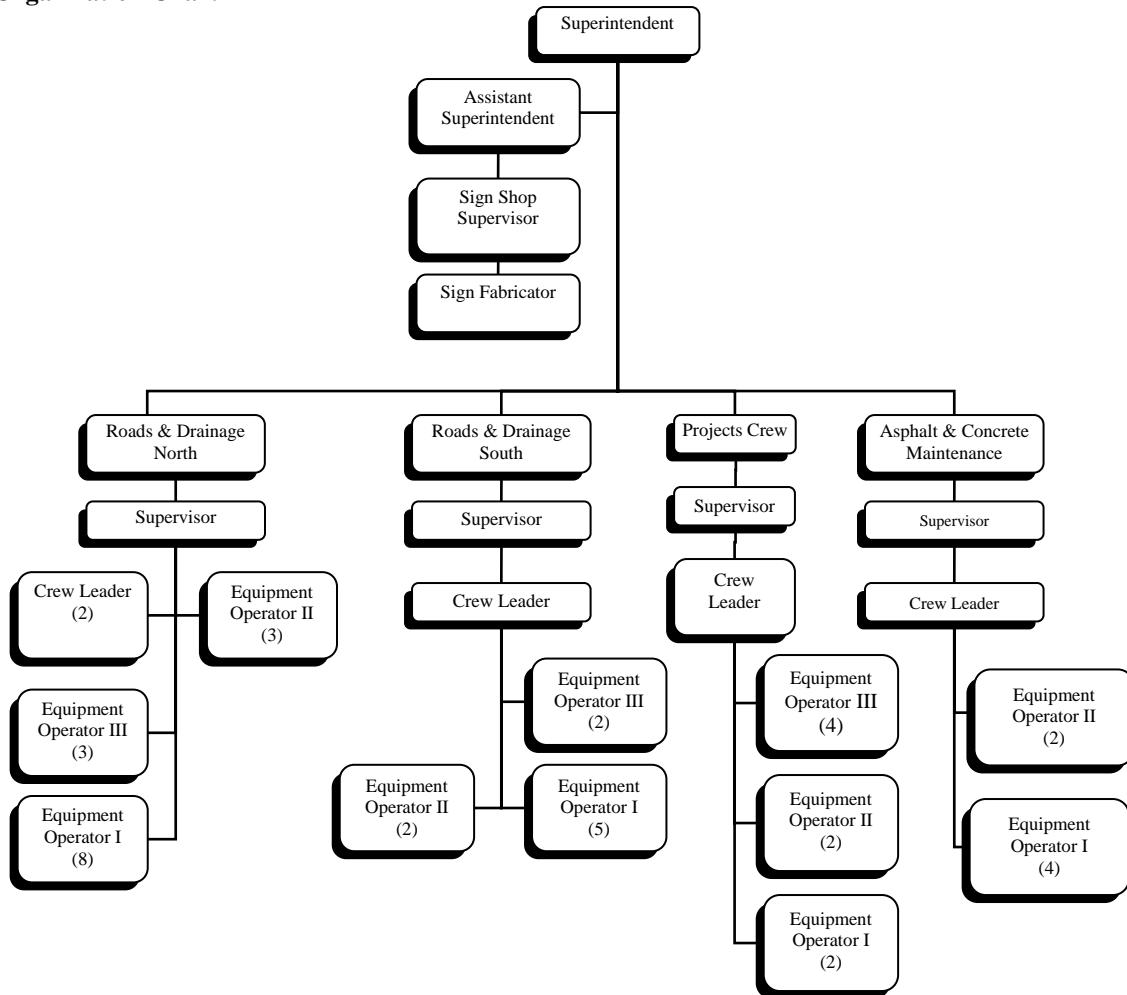 Superintendent
Assistant
Superintendent
Sign Shop
Supervisor
Sign Fabricator
Roads & Drainage
North
Supervisor
Crew Leader
(2)
Equipment
Operator II
(3)
Equipment
Operator III
(3)
Equipment
Operator I
(8)
Roads & Drainage
South
Supervisor
Crew Leader
Equipment
Operator III
(2)
Equipment
Operator II
(2)
Equipment
Operator I
(5)
Projects Crew
Supervisor
Crew
Leader
Equipment
Operator III
(4)
Equipment
Operator II
(2)
Equipment
Operator I
(2)
Asphalt & Concrete
Maintenance
Supervisor
Crew Leader
Equipment
Operator II
(2)
Equipment
Operator I
(4)